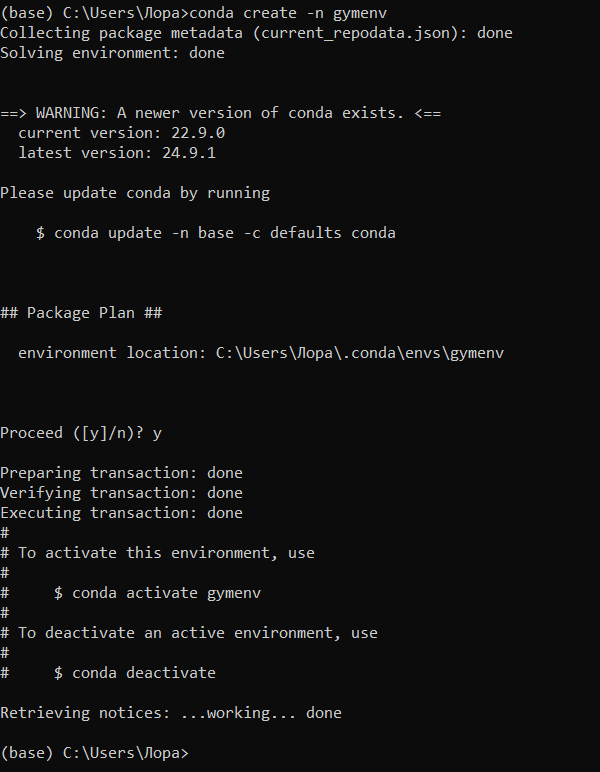 (base) C:\Users\Лора>conda create -n gymenv
Collecting package metadata (current_repodata.json): done
Solving environment: done
==> WARNING: A newer version of conda exists. <==
  current version: 22.9.0
  latest version: 24.9.1
Please update conda by running
    $ conda update -n base -c defaults conda
## Package Plan ##
  environment location: C:\Users\Лора\.conda\envs\gymenv
Proceed ([y]/n)? y
Preparing transaction: done
Verifying transaction: done
Executing transaction: done
#
# To activate this environment, use
#
#     $ conda activate gymenv
#
# To deactivate an active environment, use
#
#     $ conda deactivate
Retrieving notices: ...working... done
(base) C:\Users\Лора>